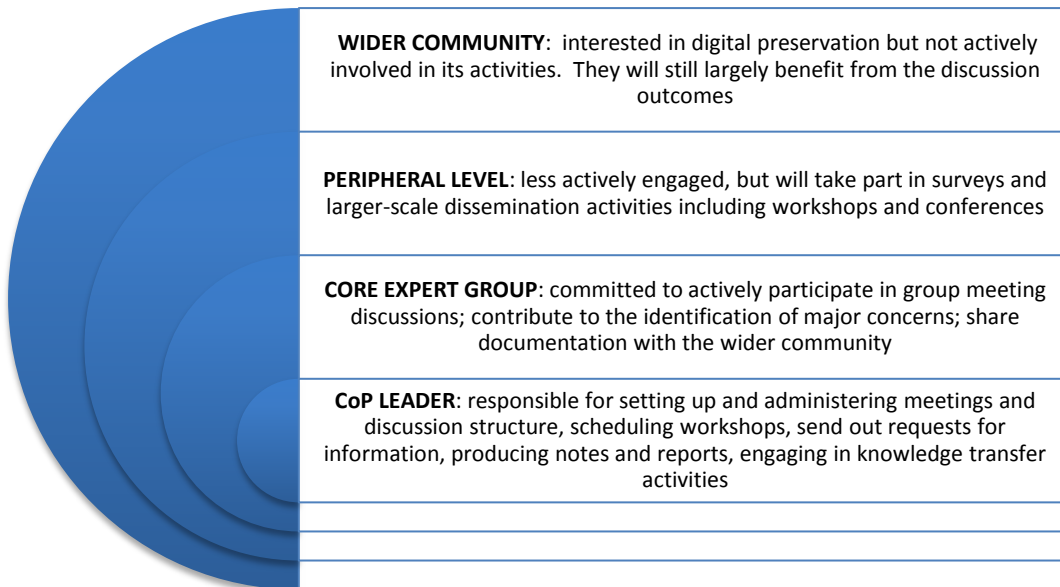 WIDER COMMUNITY: interested in digital preservation but not actively
involved in its activities. They will still largely benefit from the discussion
outcomes
PERIPHERAL LEVEL: less actively engaged, but will take part in surveys and
larger-scale dissemination activities including workshops and conferences
CORE EXPERT GROUP: committed to actively participate in group meeting
discussions; contribute to the identification of major concerns; share
documentation with the wider community
CoP LEADER: responsible for setting up and administering meetings and
discussion structure, scheduling workshops, send out requests for
information, producing notes and reports, engaging in knowledge transfer
activities